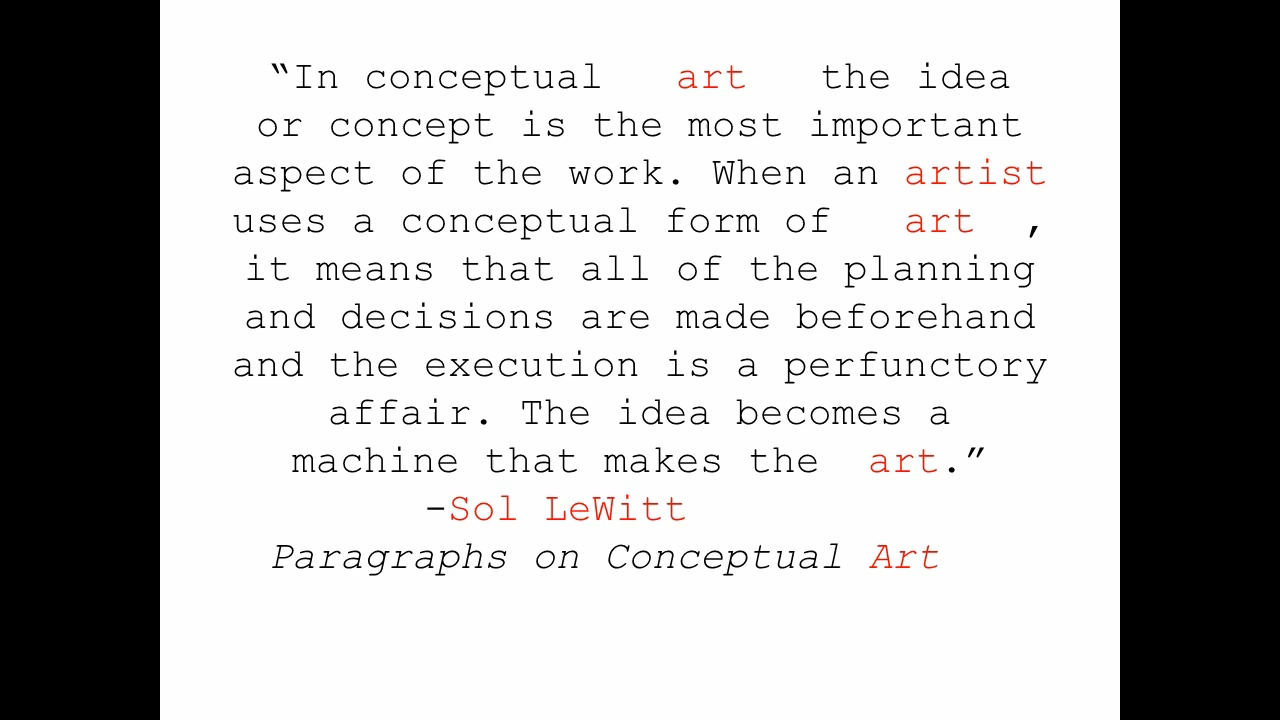 “In conceptual art the idea
or concept is the most important
aspect of the work. When an artist
uses a conceptual form of art ,
it means that all of the planning
and decisions are made beforehand
and the execution is a perfunctory
affair. The idea becomes a
machine that makes the art.”
-Sol LeWitt
Paragraphs on Conceptual Art